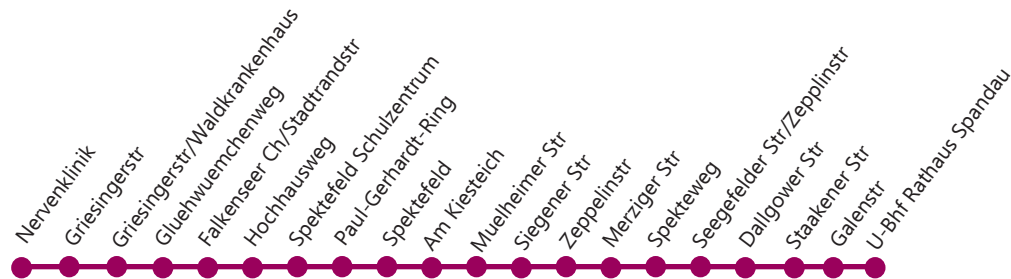 Nervenklinik
Griesingerstr
Griesingerstr/Waldkrankenhaus
Gluehwuemchenweg
Falkenseer Ch/Stadtrandstr
Hochhausweg
Spektefeld Schulzentrum
Paul-Gerhardt-Ring
Spektefeld
Am Kiesteich
Muelheimer Str
Siegener Str
Zeppelinstr
Merziger Str
Spekteweg
Seegefelder Str/Zepplinstr
Dallgower Str
Staakener Str
Galenstr
U-Bhf Rathaus Spandau